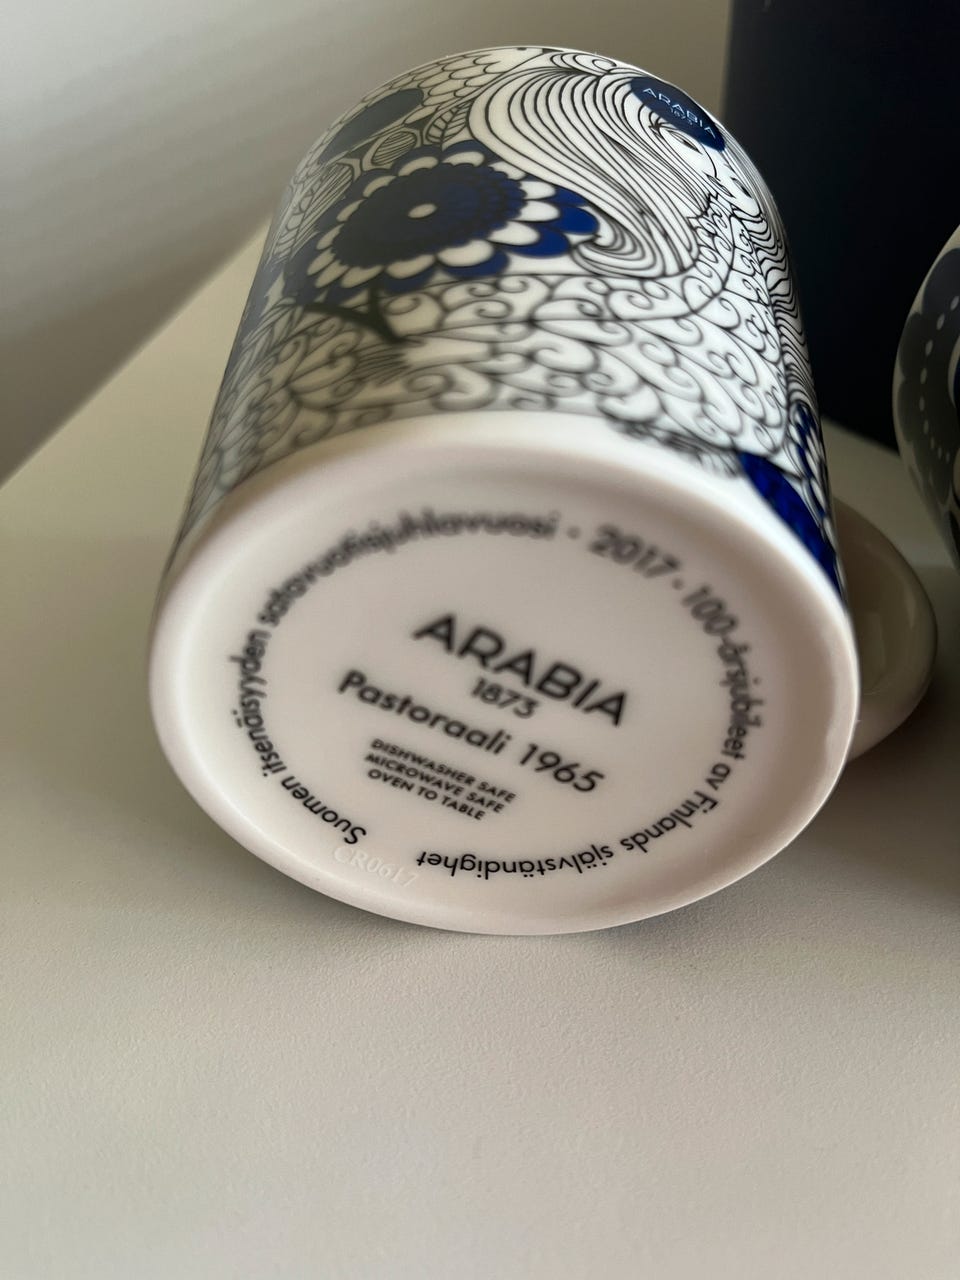 ARABIA
1873
Suomen itsenäisyyden satavuotisjuhlavuosi · 2017 · 100-årsjubileet av Finlands självständighet
ARABIA
1873
Pastoraali 1965
DISHWASHER SAFE
MICROWAVE SAFE
OVEN TO TABLE
CR0617